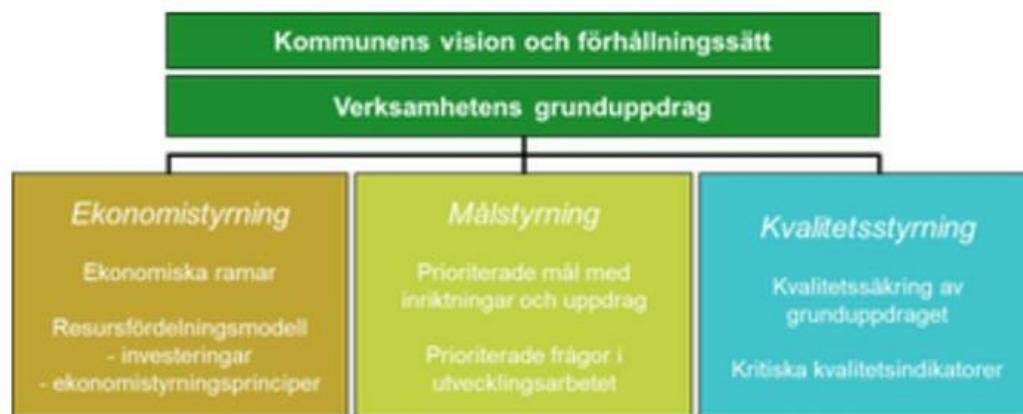 Kommunens vision och förhållningssätt
Verksamhetens grunduppdrag
Ekonomistyrning
Ekonomiska ramar
Resursfördelningsmodell
- investeringar
- ekonomistyrningsprinciper
Målstyrning
Prioriterade mål med
inriktningar och uppdrag
Prioriterade frågor i
utvecklingsarbetet
Kvalitetsstyrning
Kvalitetssäkring av
grunduppdraget
Kritiska kvalitetsindikatorer